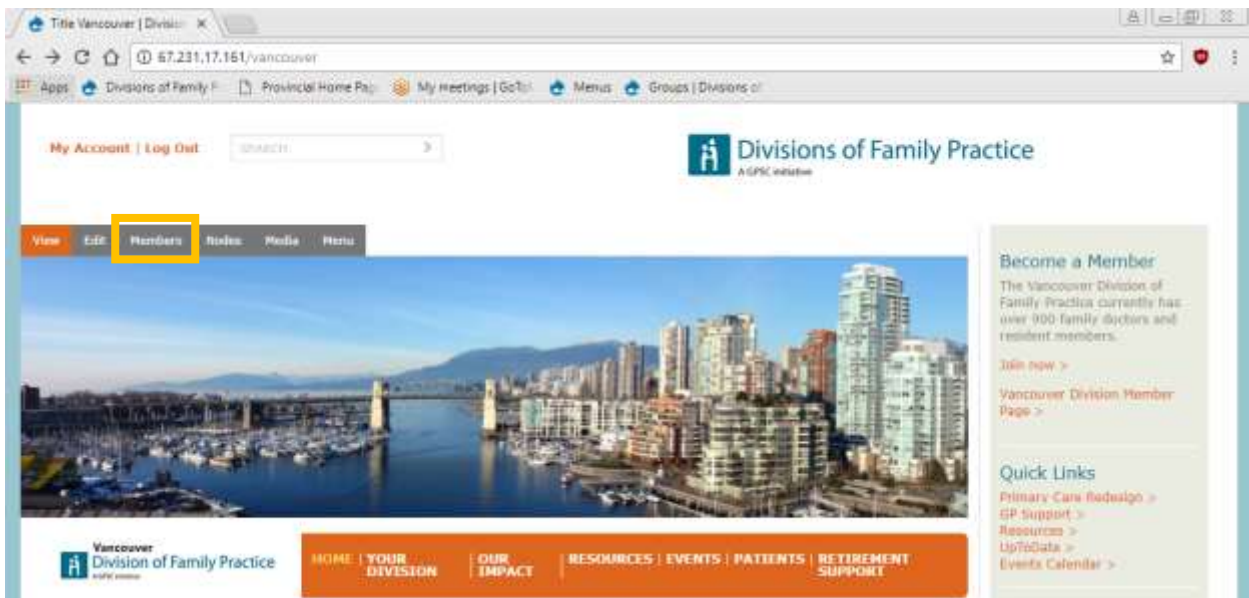 Title Vancouver | Division
67.231.17.161/vancouver
Apps
Divisions of Family P
Provincial Home Pag
My meetings | GoTo
Menus
Groups | Divisions of
My Account | Log Out
SEARCH
Divisions of Family Practice
A GPSC initiative
View
Edit
Members
Nodes
Media
Menu
Become a Member
The Vancouver Division of
Family Practice currently has
over 900 family doctors and
resident members.
Join now >
Vancouver Division Member
Page >
Quick Links
Primary Care Redesign >
GP Support >
Resources >
UpToDate >
Events Calendar >
Vancouver
Division of Family Practice
A GPSC initiative
HOME | YOUR DIVISION | OUR IMPACT | RESOURCES | EVENTS | PATIENTS | RETIREMENT SUPPORT